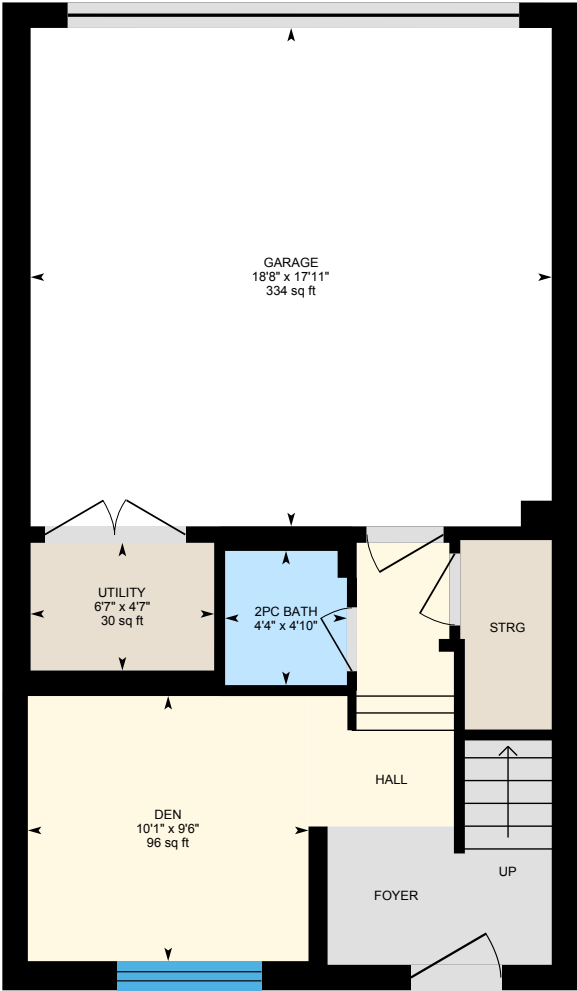 GARAGE
18'8" x 17'11"
334 sq ft
UTILITY
6'7" x 4'7"
30 sq ft
2PC BATH
4'4" x 4'10"
STRG
HALL
DEN
10'1" x 9'6"
96 sq ft
UP
FOYER